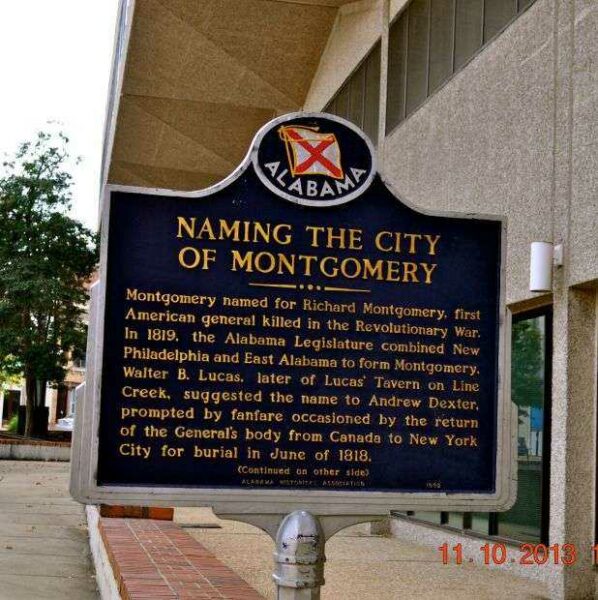 ALABAMA
NAMING THE CITY
OF MONTGOMERY
Montgomery named for Richard Montgomery, first
American general killed in the Revolutionary War.
In 1819, the Alabama Legislature combined New
Philadelphia and East Alabama to form Montgomery.
Walter B. Lucas, later of Lucas' Tavern on Line
Creek, suggested the name to Andrew Dexter,
prompted by fanfare occasioned by the return
of the General's body from Canada to New York
City for burial in June of 1818.
(Continued on other side)
ALABAMA HISTORICAL ASSOCIATION
11.10.2013 1